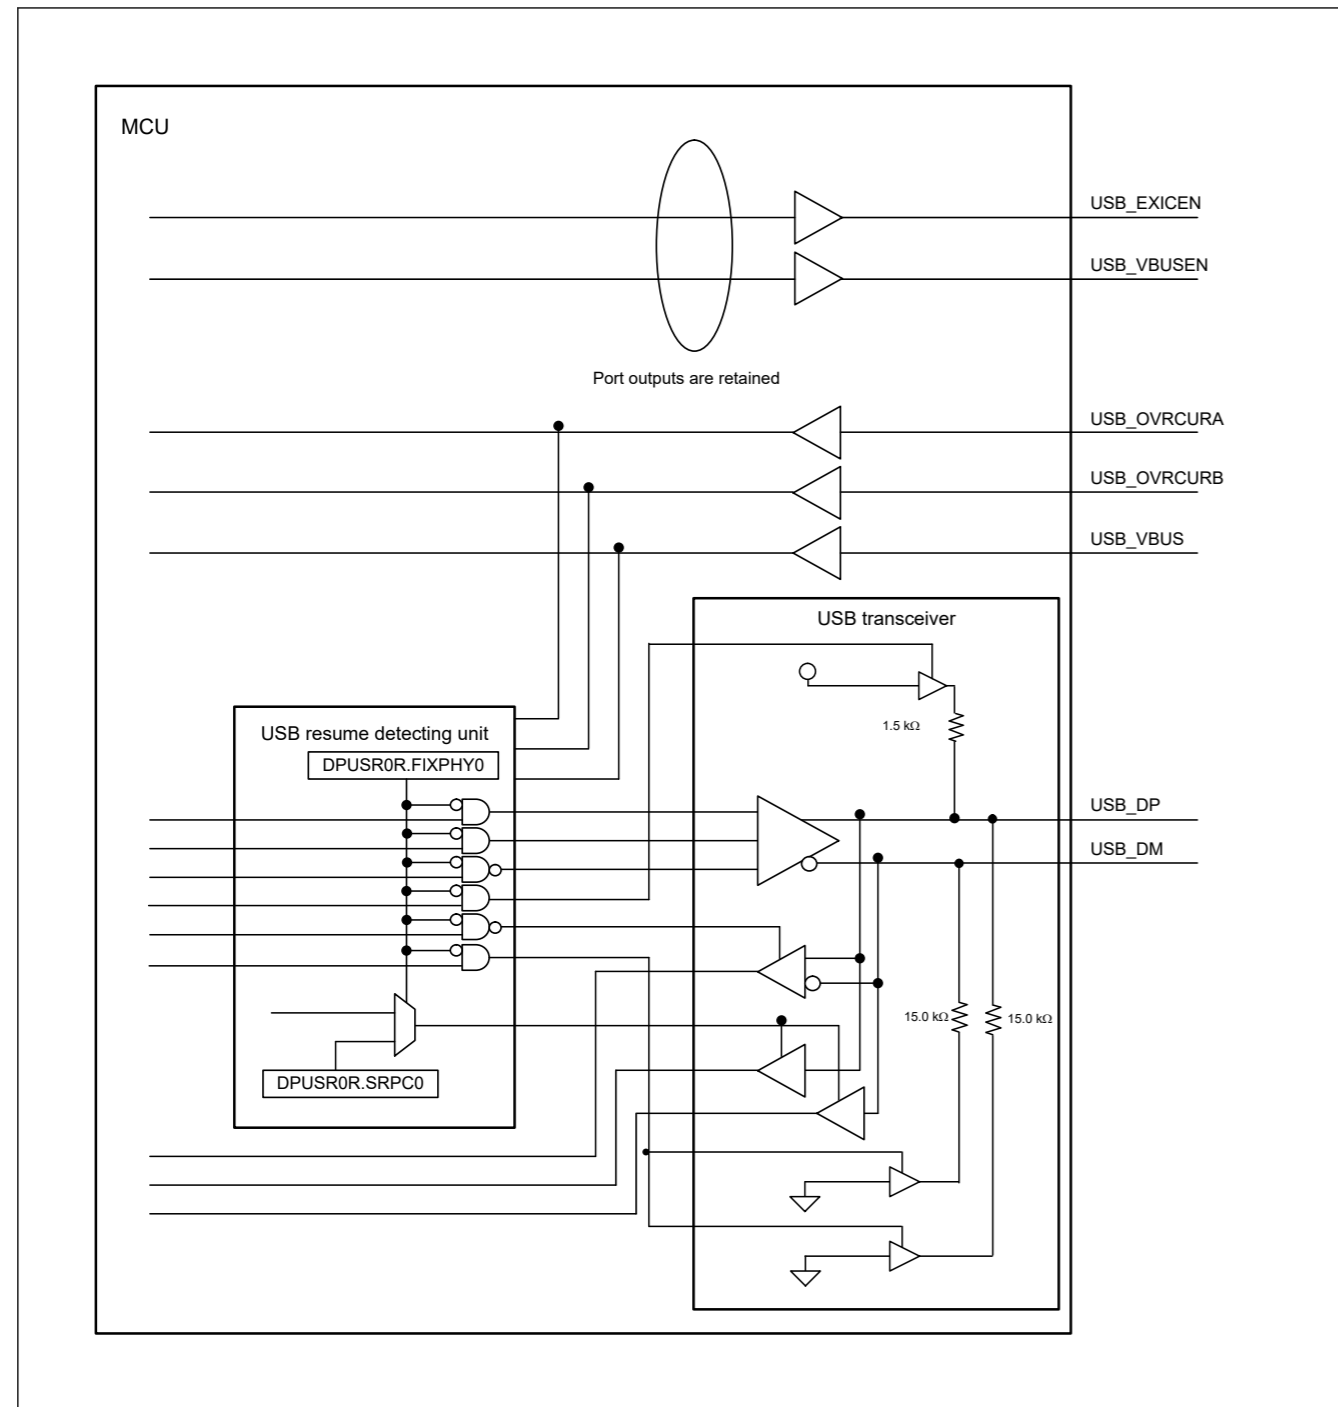 MCU
USB_EXICEN
USB_VBUSEN
Port outputs are retained
USB_OVRCURA
USB_OVRCURB
USB_VBUS
USB transceiver
1.5 kΩ
USB resume detecting unit
DPUSR0R.FIXPHY0
USB_DP
USB_DM
15.0 kΩ
15.0 kΩ
DPUSR0R.SRPC0